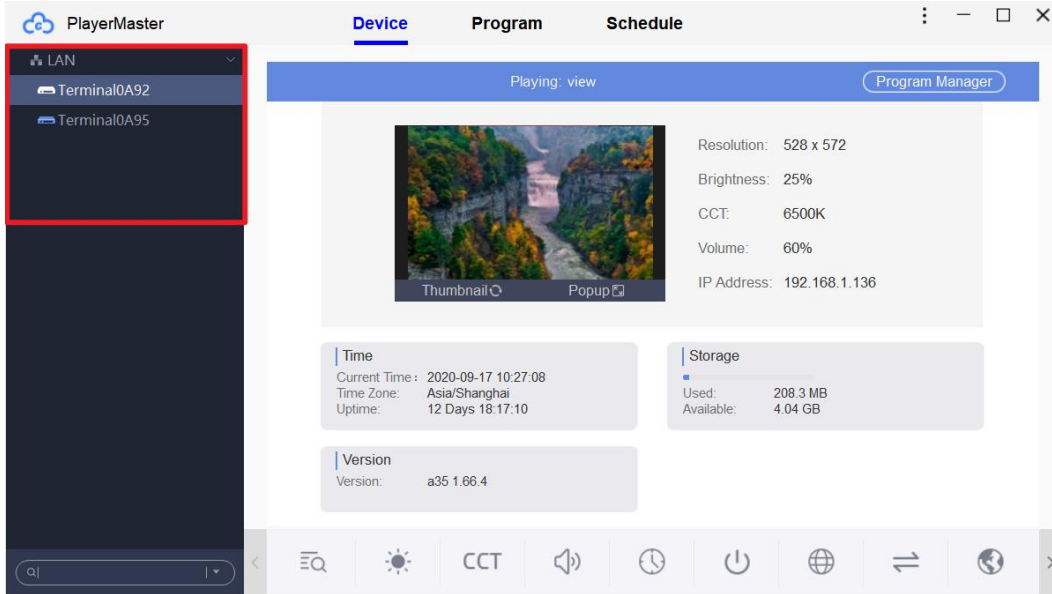 PlayerMaster
Device Program Schedule
LAN
Terminal0A92
Terminal0A95
Playing: view
Program Manager
Resolution: 528 x 572
Brightness: 25%
CCT: 6500K
Volume: 60%
IP Address: 192.168.1.136
Thumbnail Popup
Time
Current Time: 2020-09-17 10:27:08
Time Zone: Asia/Shanghai
Uptime: 12 Days 18:17:10
Storage
Used: 208.3 MB
Available: 4.04 GB
Version
Version: a35 1.66.4
CCT